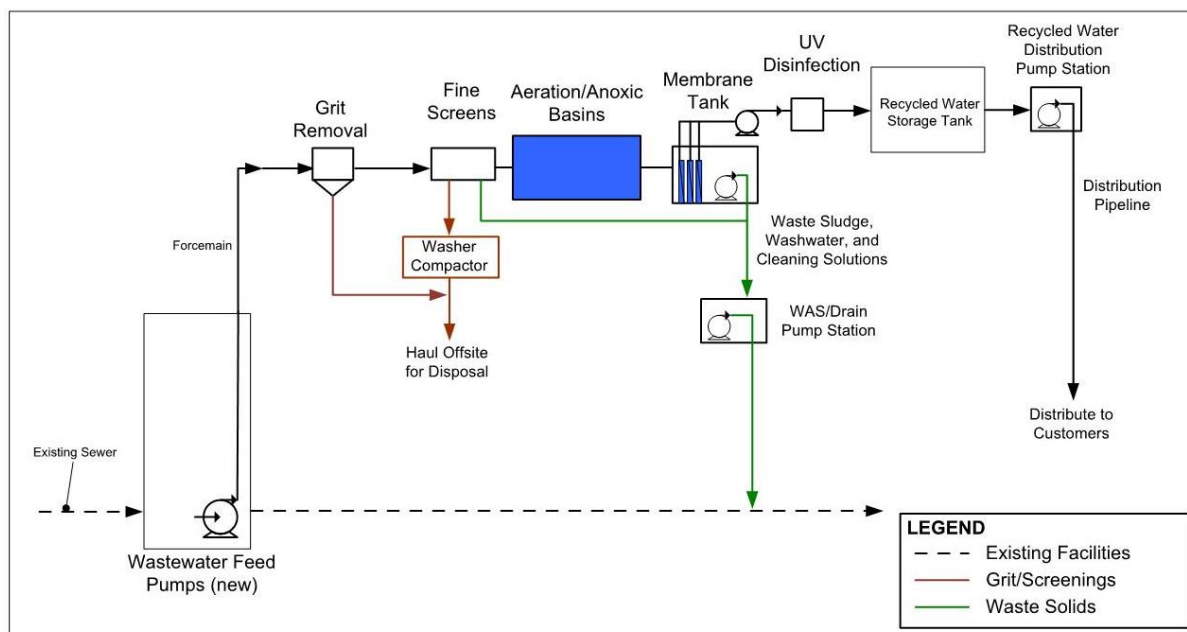 UV
Disinfection
Recycled Water
Distribution
Pump Station
Grit
Removal
Fine
Screens
Aeration/Anoxic
Basins
Membrane
Tank
Recycled Water
Storage Tank
Distribution
Pipeline
Forcemain
Washer
Compactor
Waste Sludge,
Washwater, and
Cleaning Solutions
WAS/Drain
Pump Station
Haul Offsite
for Disposal
Distribute to
Customers
Existing Sewer
Wastewater Feed
Pumps (new)
LEGEND
Existing Facilities
Grit/Screenings
Waste Solids